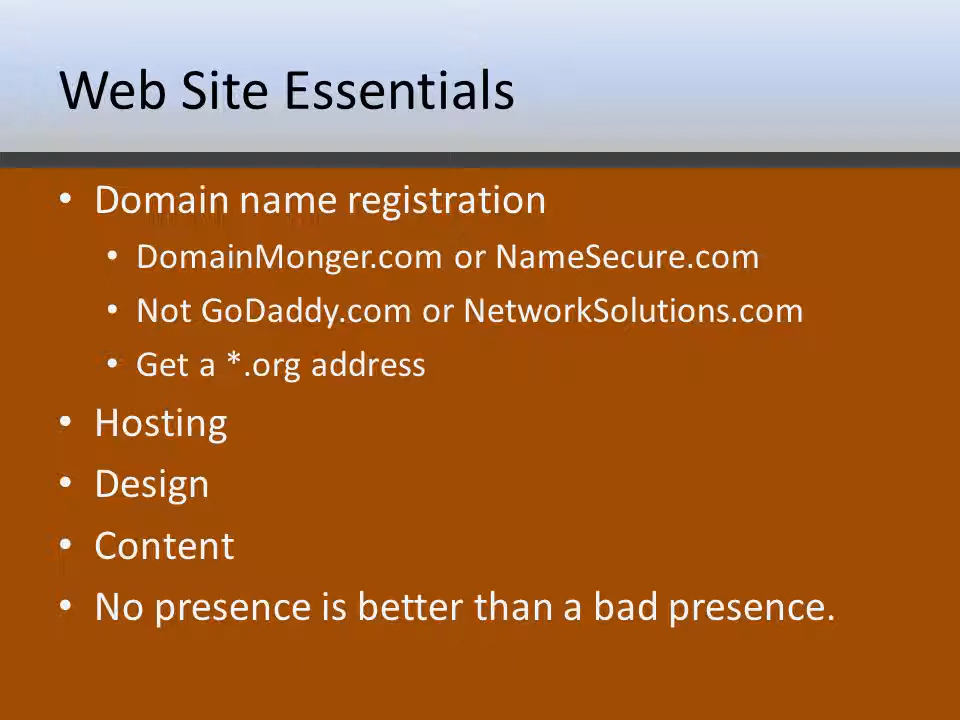 Web Site Essentials
• Domain name registration
• DomainMonger.com or NameSecure.com
• Not GoDaddy.com or NetworkSolutions.com
• Get a *.org address
• Hosting
• Design
• Content
• No presence is better than a bad presence.